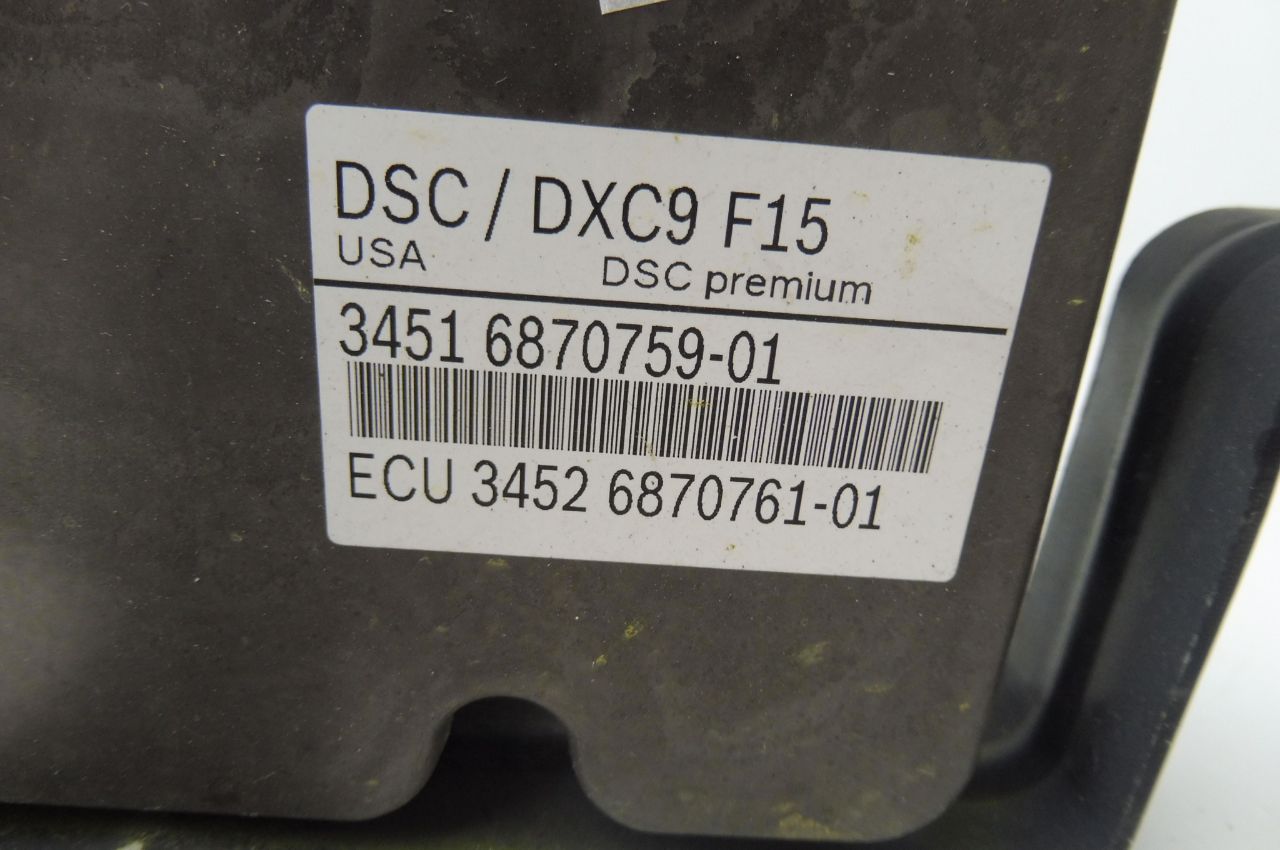 DSC / DXC9 F15
USA DSC premium
3451 6870759-01
ECU 3452 6870761-01